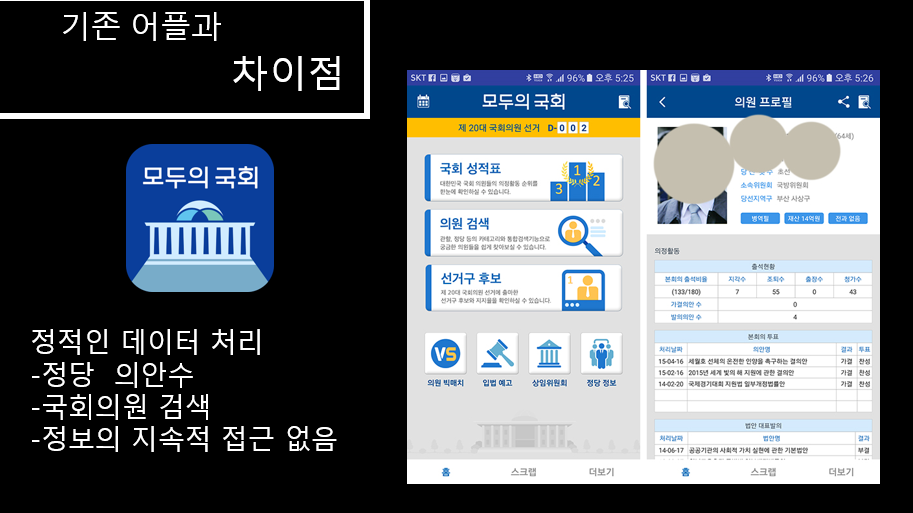 기존 어플과
차이점
모두의 국회
정적인 데이터 처리
-정당 의안수
-국회의원 검색
-정보의 지속적 접근 없음
SKT 96% 오후 5:25
모두의 국회
제 20대 국회의원 선거 D-002
국회 성적표
대한민국 국회 의원들의 의정활동 순위를
한눈에 확인하실 수 있습니다.
1
2
3
의원 검색
관할, 정당 등의 카테고리와 통합검색기능으로
궁금한 의원들을 쉽게 찾아보실 수 있습니다.
선거구 후보
제 20대 국회의원 선거에 출마한
선거구 후보와 지지율을 확인하실 수 있습니다.
1
VS
의원 빅매치 입법 예고 상임위원회 정당 정보
홈 스크랩 더보기
SKT 96% 오후 5:26
의원 프로필
(64세)
초선
소속위원회 국방위원회
당선지역구 부산 사상구
병역필 재산 14억원 전과 없음
의정활동
출석현황
본회의 출석비율 지각수 조퇴수 출장수 청가수
(133/180) 7 55 0 43
가결의안 수 0
발의의안 수 4
본회의 투표
처리날짜 의안명 결과 투표
15-04-16 세월호 선체의 온전한 인양을 촉구하는 결의안 가결 찬성
15-02-16 2015년 세계 빛의 해 지원에 관한 결의안 가결 찬성
14-02-20 국제경기대회 지원법 일부개정법률안 가결 찬성
법안 대표발의
처리날짜 법안명 결과
14-06-17 공공기관의 사회적 가치 실현에 관한 기본법안 부결
홈 스크랩 더보기